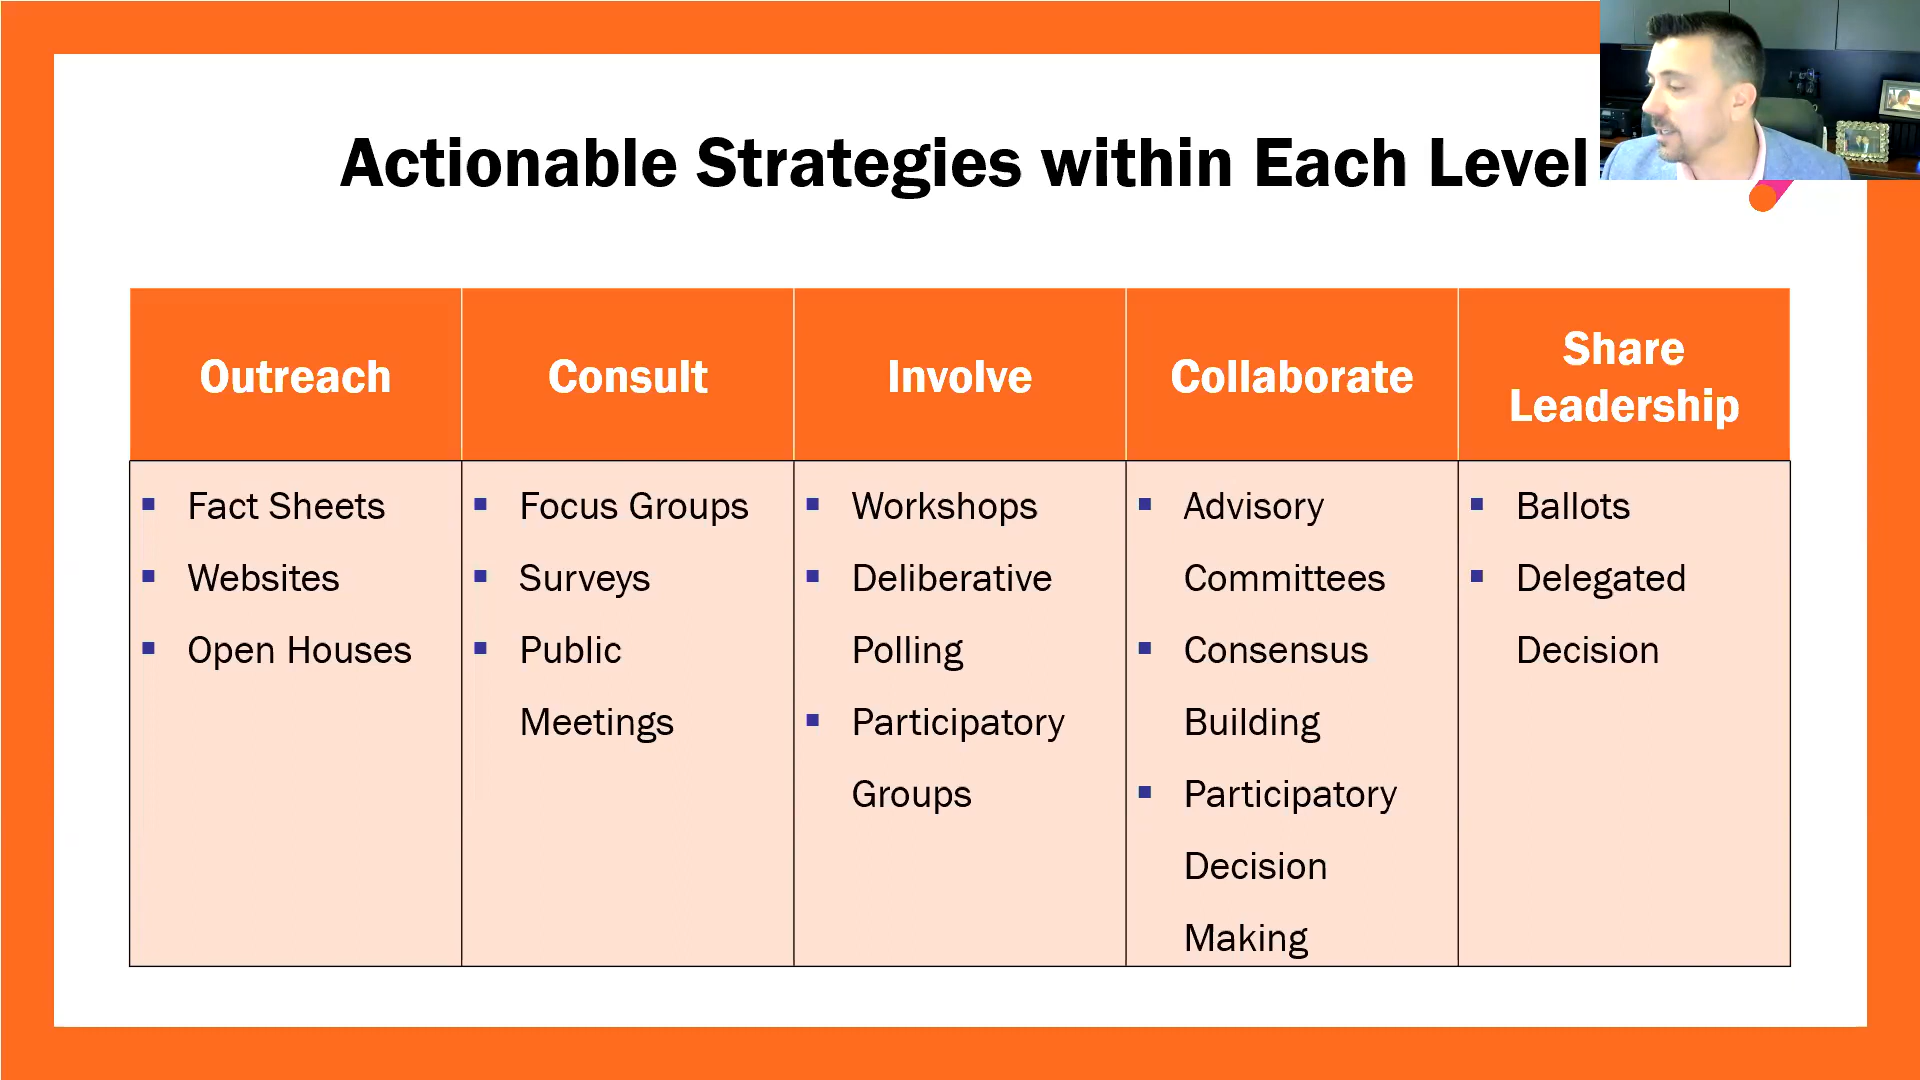 Actionable Strategies within Each Level
Outreach
Consult
Involve
Collaborate
Share
Leadership
▪ Fact Sheets
▪ Websites
▪ Open Houses
▪ Focus Groups
▪ Surveys
▪ Public
Meetings
▪ Workshops
▪ Deliberative
Polling
▪ Participatory
Groups
▪ Advisory
Committees
▪ Consensus
Building
▪ Participatory
Decision
Making
▪ Ballots
▪ Delegated
Decision